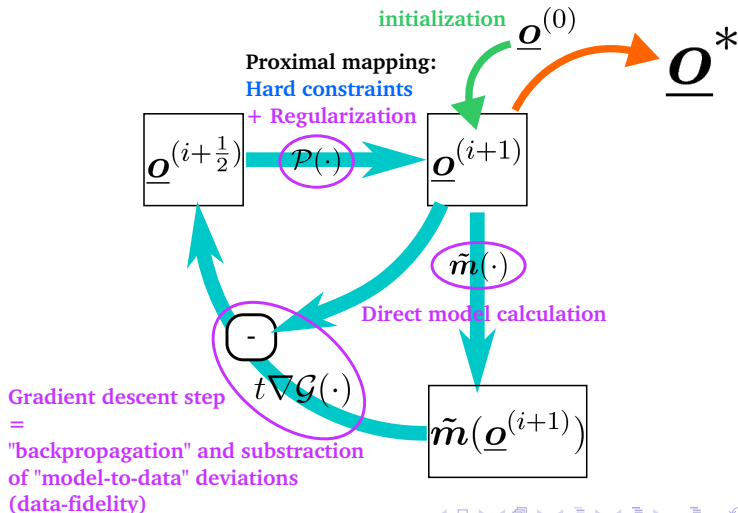 initialization
o^(0)
o^*
Proximal mapping:
Hard constraints
+ Regularization
o^(i+1/2)
𝒫(·)
o^(i+1)
m̃(·)
Direct model calculation
-
t∇𝒢(·)
m̃(o^(i+1))
Gradient descent step
=
"backpropagation" and substraction
of "model-to-data" deviations
(data-fidelity)